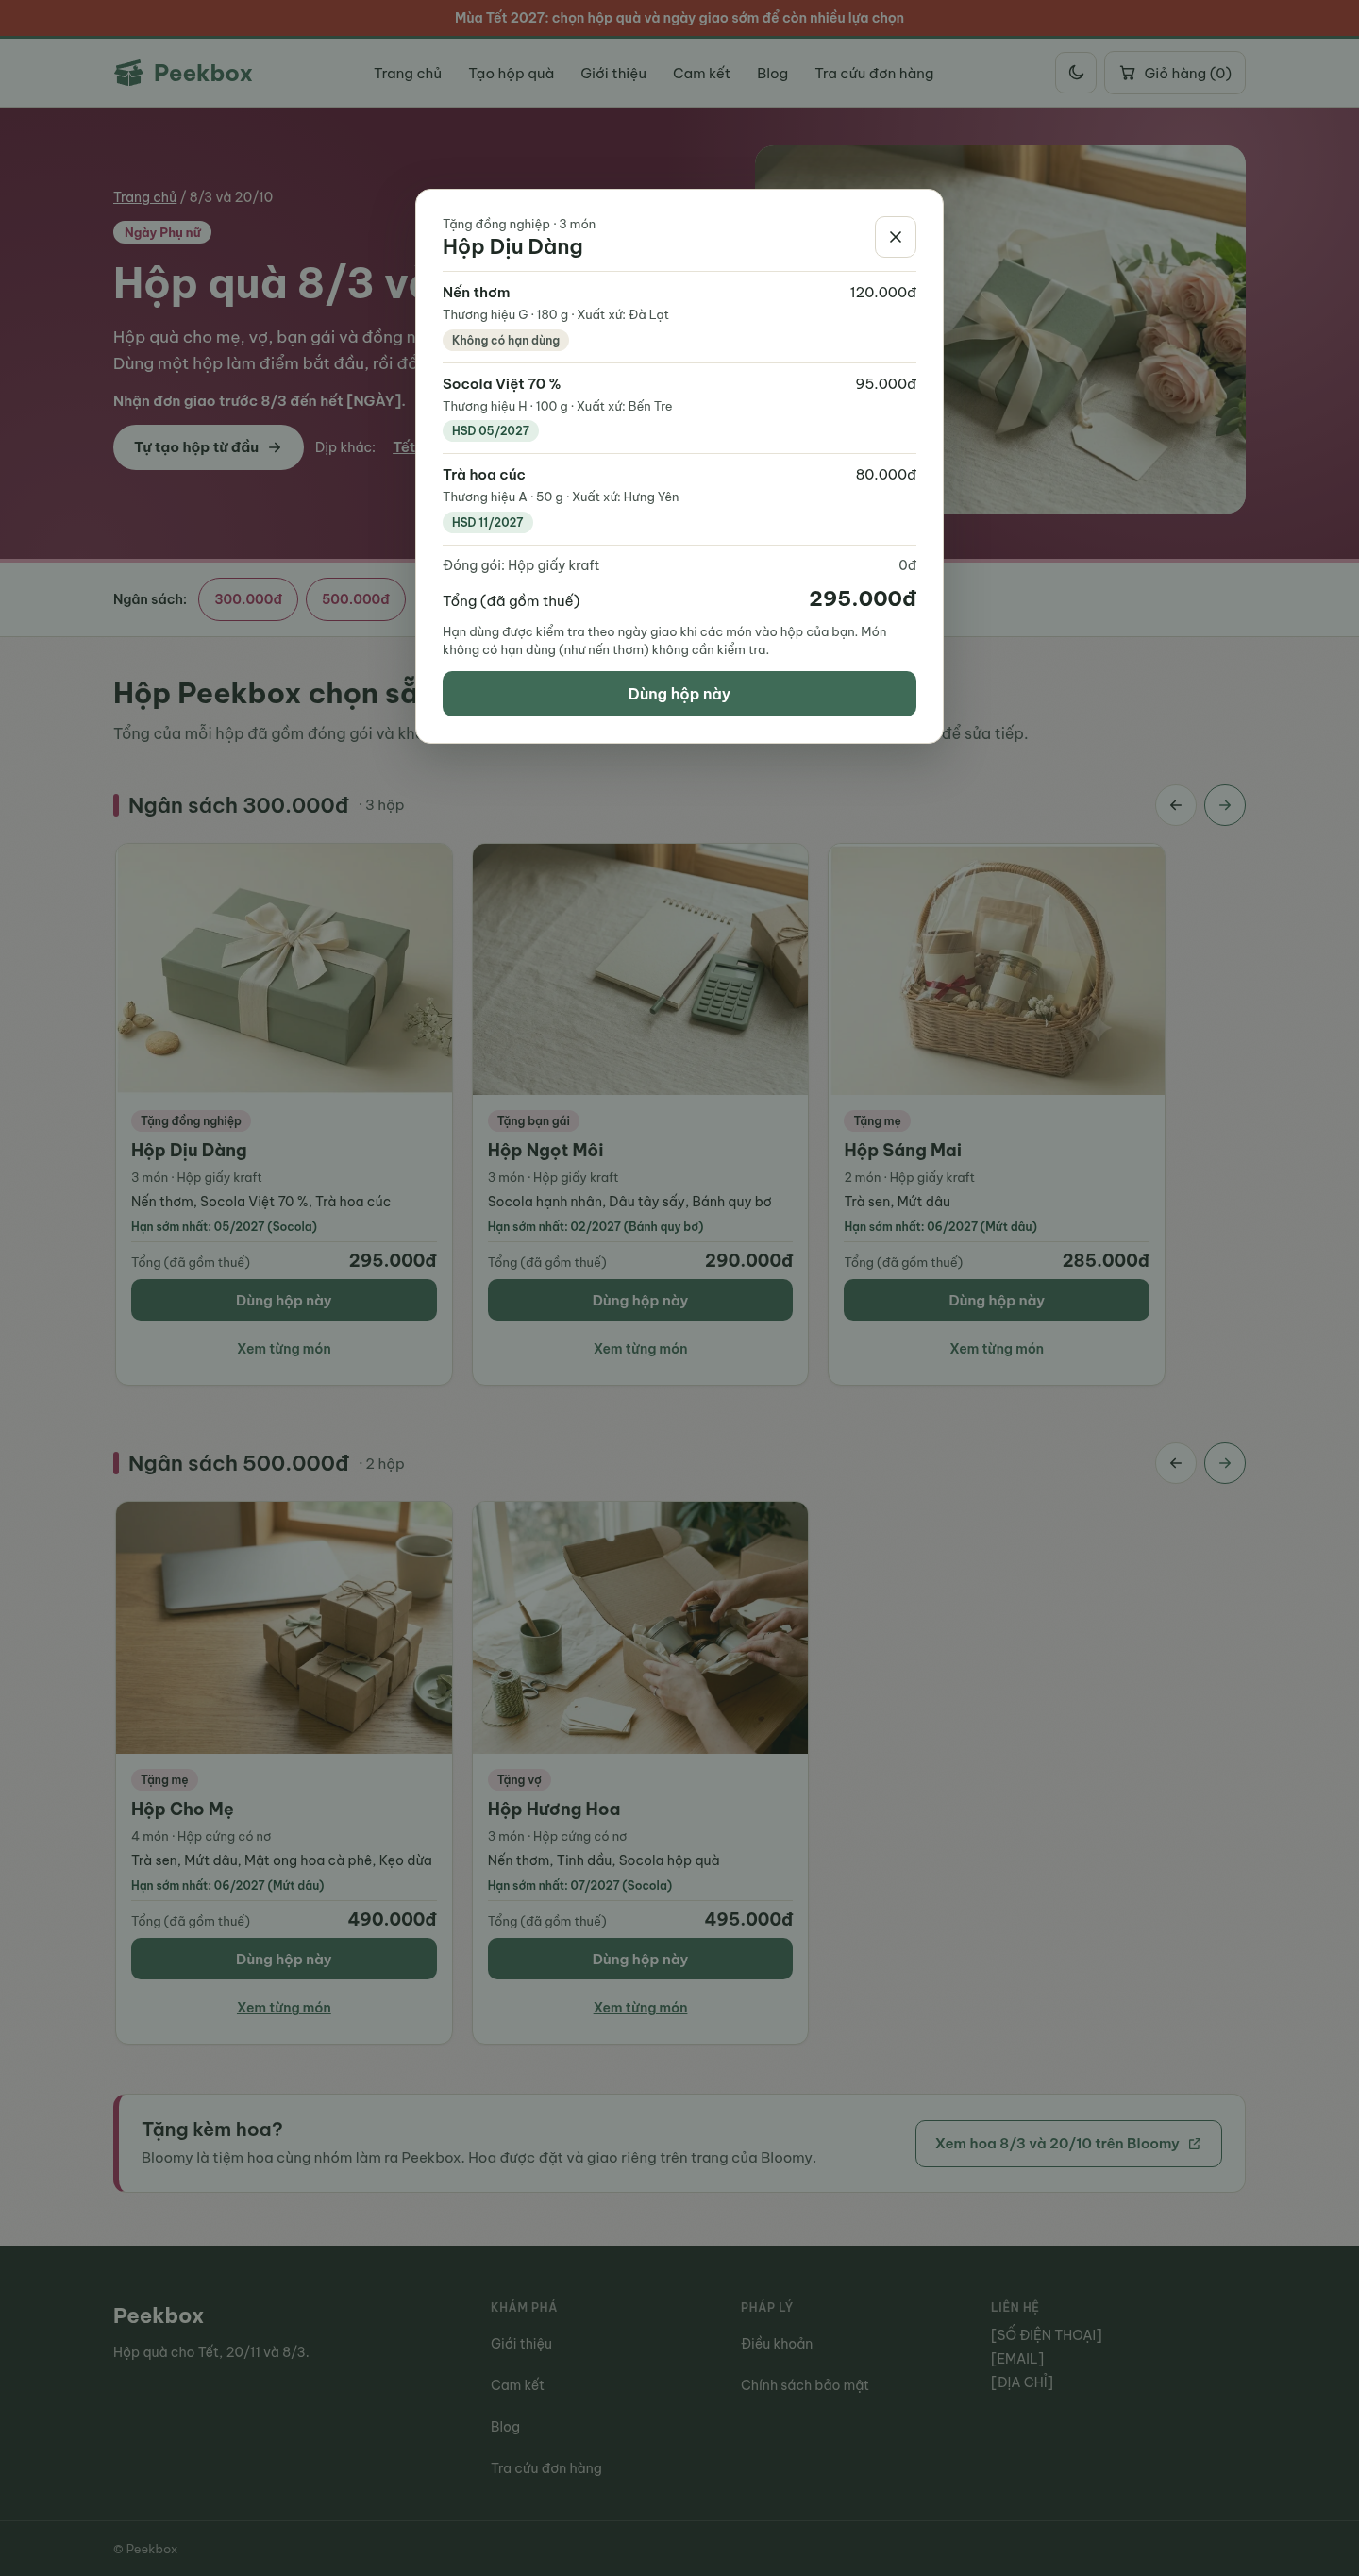 Mùa Tết 2027: chọn hộp quà và ngày giao sớm để còn nhiều lựa chọn
Peekbox
Trang chủ
Tạo hộp quà
Giới thiệu
Cam kết
Blog
Tra cứu đơn hàng
Giỏ hàng (0)
Trang chủ / 8/3 và 20/10
Ngày Phụ nữ
Hộp quà 8/3 v
Hộp quà cho mẹ, vợ, bạn gái và đồng n
Dùng một hộp làm điểm bắt đầu, rồi đổ
Nhận đơn giao trước 8/3 đến hết [NGÀY].
Tự tạo hộp từ đầu
Dịp khác:
Tết
Tặng đồng nghiệp · 3 món
Hộp Dịu Dàng
Nến thơm
120.000đ
Thương hiệu G · 180 g · Xuất xứ: Đà Lạt
Không có hạn dùng
Socola Việt 70 %
95.000đ
Thương hiệu H · 100 g · Xuất xứ: Bến Tre
HSD 05/2027
Trà hoa cúc
80.000đ
Thương hiệu A · 50 g · Xuất xứ: Hưng Yên
HSD 11/2027
Đóng gói: Hộp giấy kraft
0đ
Tổng (đã gồm thuế)
295.000đ
Hạn dùng được kiểm tra theo ngày giao khi các món vào hộp của bạn. Món
không có hạn dùng (như nến thơm) không cần kiểm tra.
Dùng hộp này
Ngân sách:
300.000đ
500.000đ
Hộp Peekbox chọn sẵ
Tổng của mỗi hộp đã gồm đóng gói và kh
để sửa tiếp.
Ngân sách 300.000đ · 3 hộp
Tặng đồng nghiệp
Hộp Dịu Dàng
3 món · Hộp giấy kraft
Nến thơm, Socola Việt 70 %, Trà hoa cúc
Hạn sớm nhất: 05/2027 (Socola)
Tổng (đã gồm thuế)
295.000đ
Dùng hộp này
Xem từng món
Tặng bạn gái
Hộp Ngọt Môi
3 món · Hộp giấy kraft
Socola hạnh nhân, Dâu tây sấy, Bánh quy bơ
Hạn sớm nhất: 02/2027 (Bánh quy bơ)
Tổng (đã gồm thuế)
290.000đ
Dùng hộp này
Xem từng món
Tặng mẹ
Hộp Sáng Mai
2 món · Hộp giấy kraft
Trà sen, Mứt dâu
Hạn sớm nhất: 06/2027 (Mứt dâu)
Tổng (đã gồm thuế)
285.000đ
Dùng hộp này
Xem từng món
Ngân sách 500.000đ · 2 hộp
Tặng mẹ
Hộp Cho Mẹ
4 món · Hộp cứng có nơ
Trà sen, Mứt dâu, Mật ong hoa cà phê, Kẹo dừa
Hạn sớm nhất: 06/2027 (Mứt dâu)
Tổng (đã gồm thuế)
490.000đ
Dùng hộp này
Xem từng món
Tặng vợ
Hộp Hương Hoa
3 món · Hộp cứng có nơ
Nến thơm, Tinh dầu, Socola hộp quà
Hạn sớm nhất: 07/2027 (Socola)
Tổng (đã gồm thuế)
495.000đ
Dùng hộp này
Xem từng món
Tặng kèm hoa?
Bloomy là tiệm hoa cùng nhóm làm ra Peekbox. Hoa được đặt và giao riêng trên trang của Bloomy.
Xem hoa 8/3 và 20/10 trên Bloomy
Peekbox
Hộp quà cho Tết, 20/11 và 8/3.
KHÁM PHÁ
Giới thiệu
Cam kết
Blog
Tra cứu đơn hàng
PHÁP LÝ
Điều khoản
Chính sách bảo mật
LIÊN HỆ
[SỐ ĐIỆN THOẠI]
[EMAIL]
[ĐỊA CHỈ]
© Peekbox